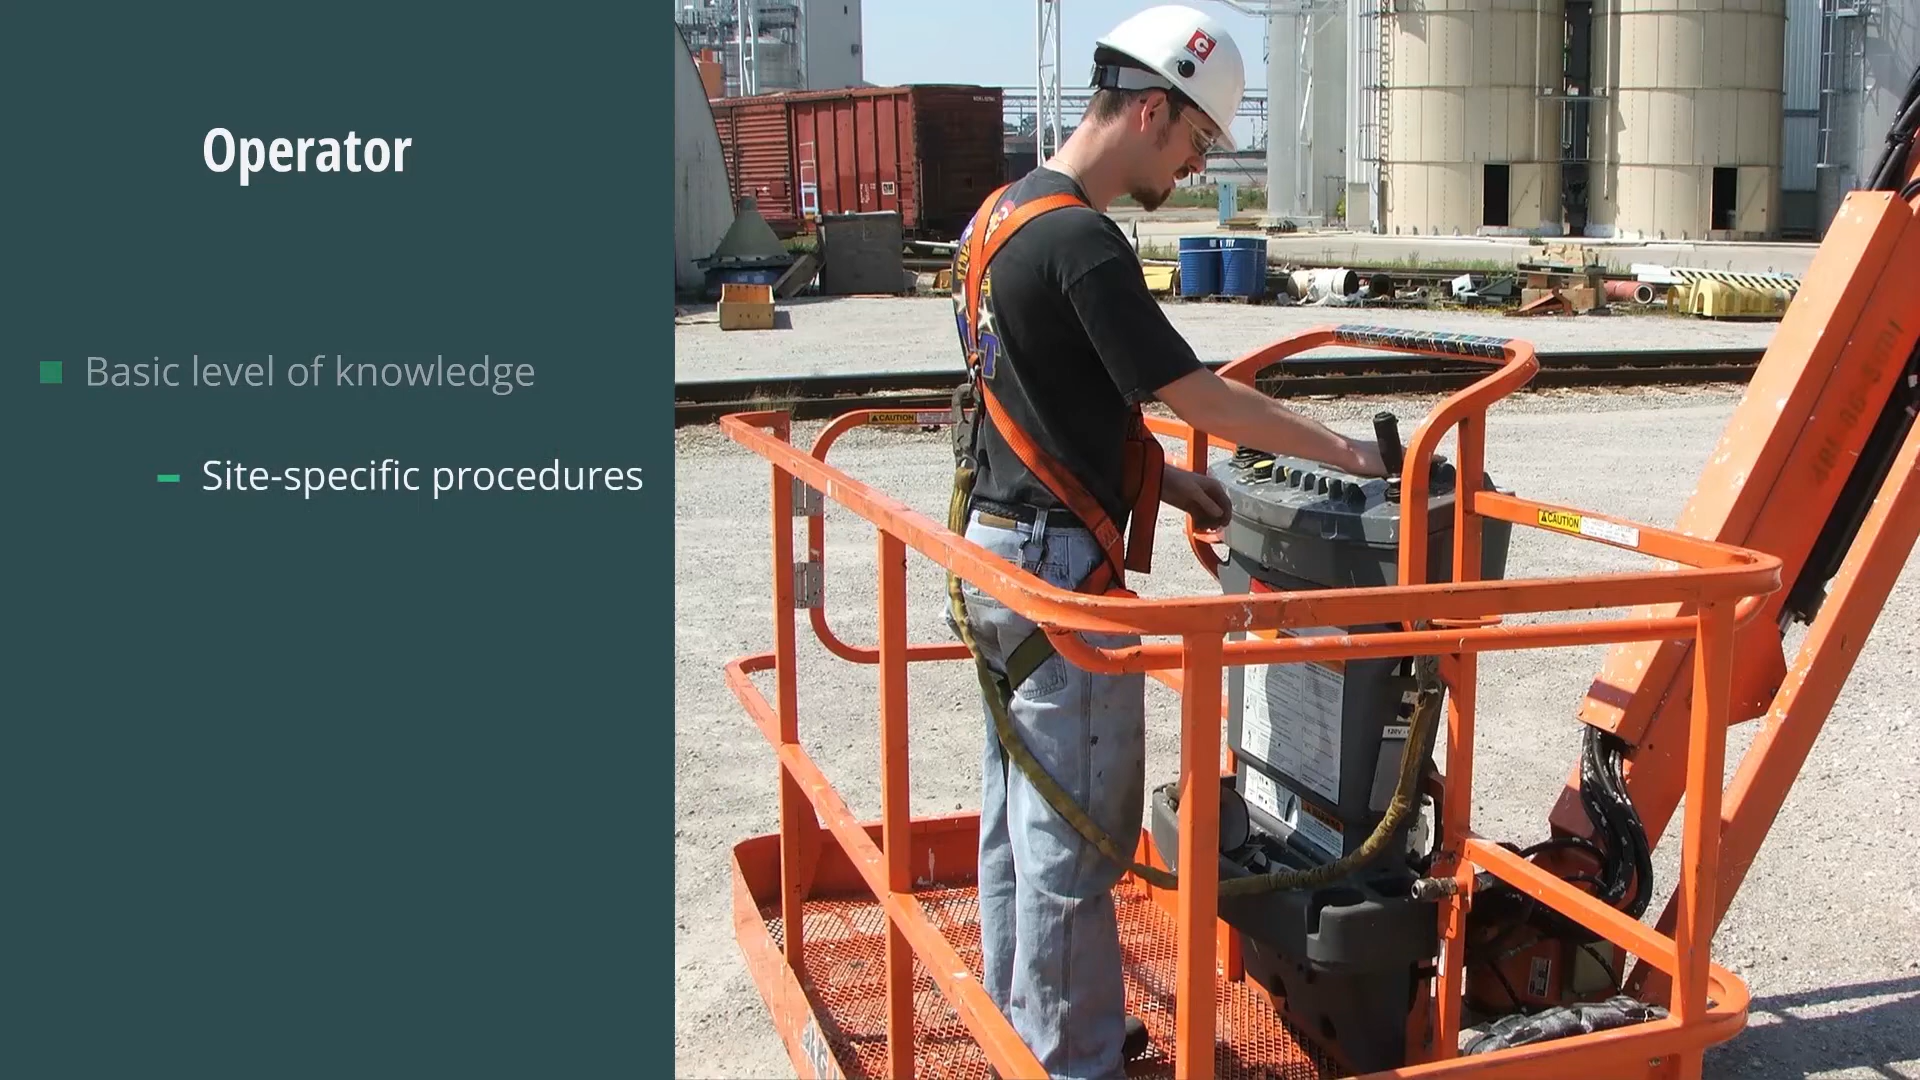 Operator
Basic level of knowledge
Site-specific procedures
CAUTION
CAUTION